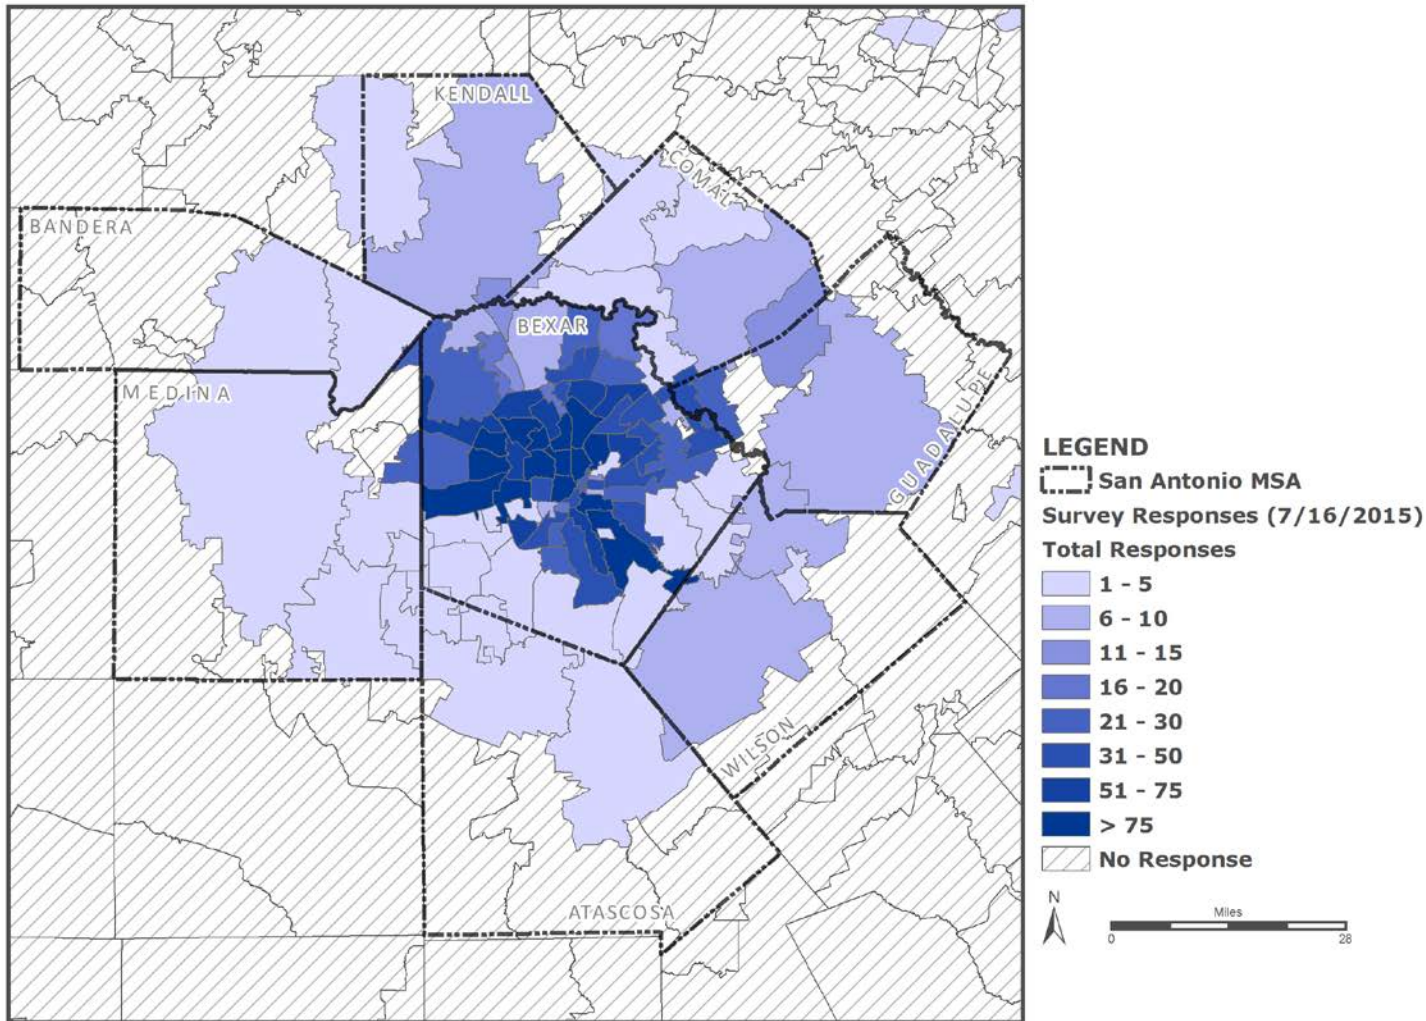 KENDALL
COMAL
BANDERA
BEXAR
MEDINA
GUADALUPE
WILSON
ATASCOSA
LEGEND
San Antonio MSA
Survey Responses (7/16/2015)
Total Responses
1 - 5
6 - 10
11 - 15
16 - 20
21 - 30
31 - 50
51 - 75
> 75
No Response
N
Miles
0 28